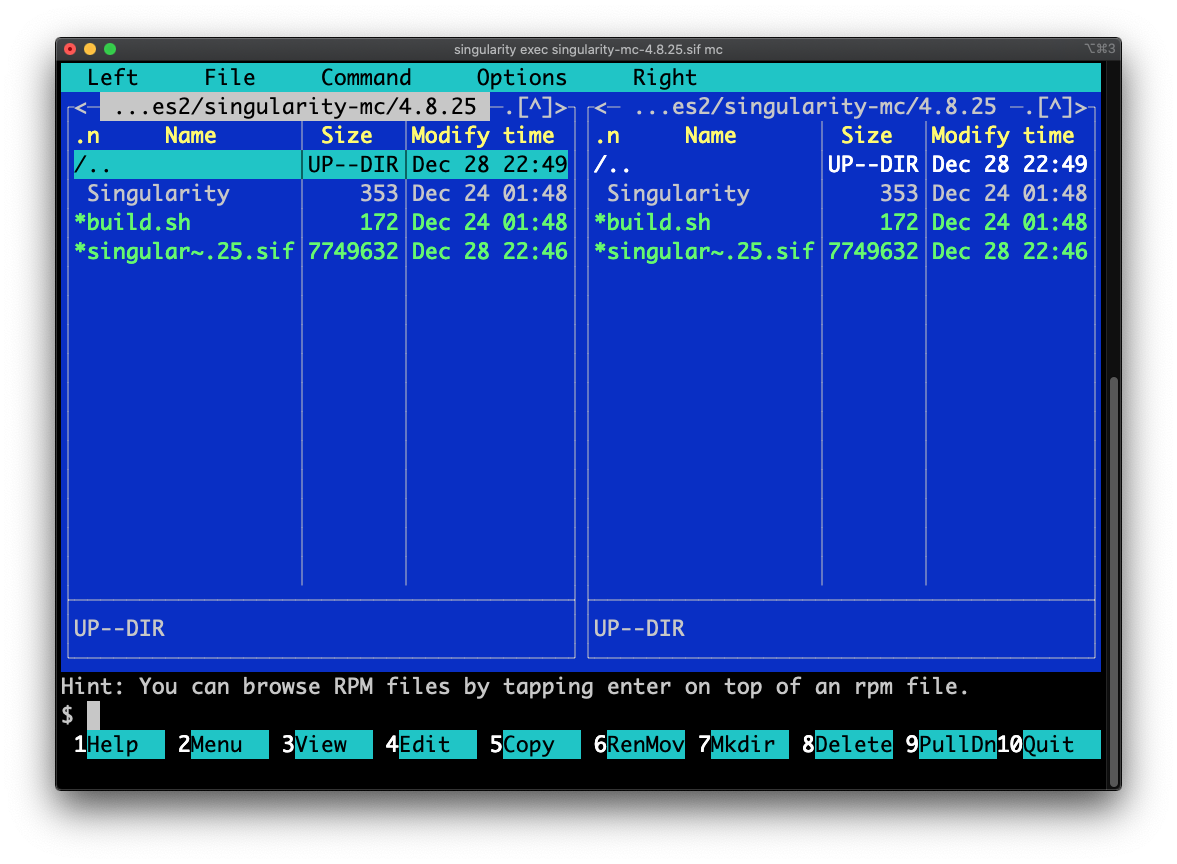 singularity exec singularity-mc-4.8.25.sif mc ⌥⌘3
Left File Command Options Right
<─ ...es2/singularity-mc/4.8.25 ─.[^]> <─ ...es2/singularity-mc/4.8.25 ─.[^]>
.n Name Size Modify time .n Name Size Modify time
/.. UP--DIR Dec 28 22:49 /.. UP--DIR Dec 28 22:49
Singularity 353 Dec 24 01:48 Singularity 353 Dec 24 01:48
*build.sh 172 Dec 24 01:48 *build.sh 172 Dec 24 01:48
*singular~.25.sif 7749632 Dec 28 22:46 *singular~.25.sif 7749632 Dec 28 22:46
UP--DIR UP--DIR
Hint: You can browse RPM files by tapping enter on top of an rpm file.
$
1Help 2Menu 3View 4Edit 5Copy 6RenMov 7Mkdir 8Delete 9PullDn 10Quit